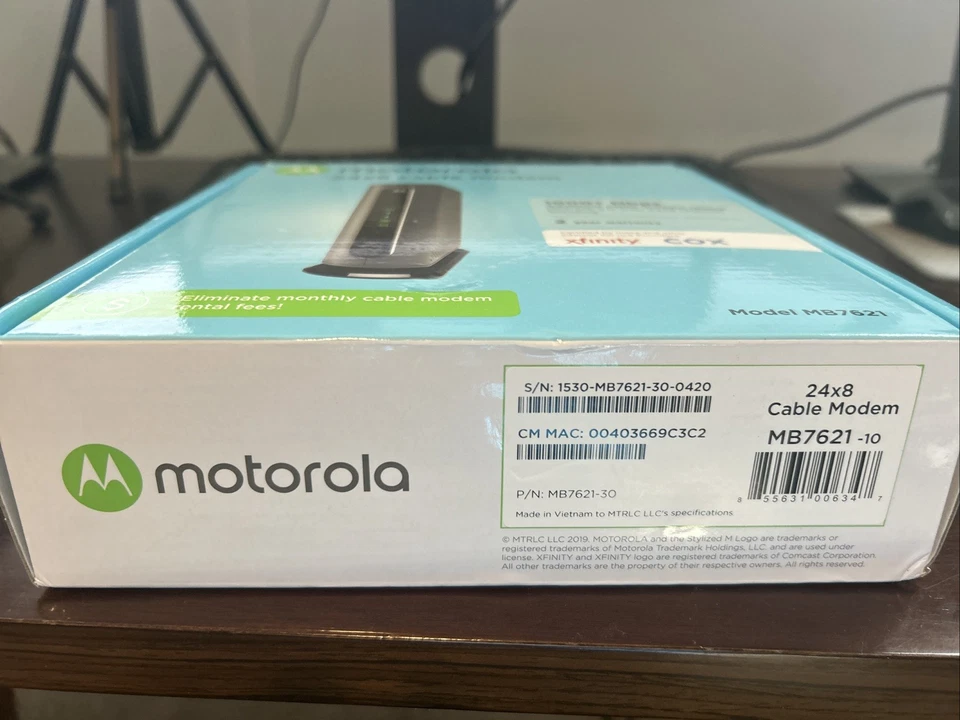 motorola
xfinity COX
Eliminate monthly cable modem
rental fees!
Model MB7621
motorola
S/N: 1530-MB7621-30-0420
CM MAC: 00403669C3C2
P/N: MB7621-30
Made in Vietnam to MTRLC LLC's specifications
24x8
Cable Modem
MB7621 -10
8 55631 00634 7
© MTRLC LLC 2019. MOTOROLA and the Stylized M Logo are trademarks or
registered trademarks of Motorola Trademark Holdings, LLC. and are used under
license. XFINITY and XFINITY logo are registered trademarks of Comcast Corporation.
All other trademarks are the property of their respective owners. All rights reserved.